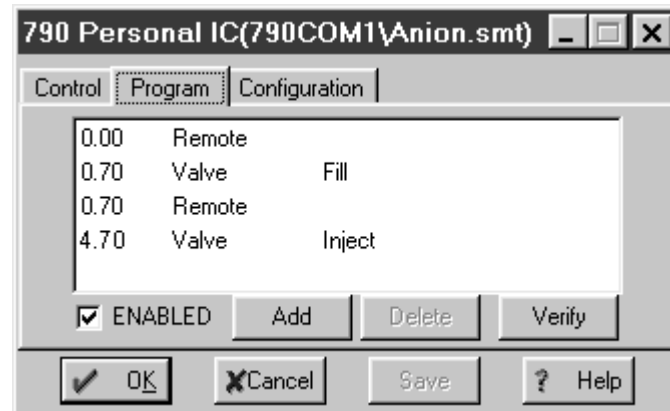 790 Personal IC(790COM1\Anion.smt)
Control Program Configuration
0.00 Remote
0.70 Valve Fill
0.70 Remote
4.70 Valve Inject
ENABLED Add Delete Verify
OK Cancel Save ? Help